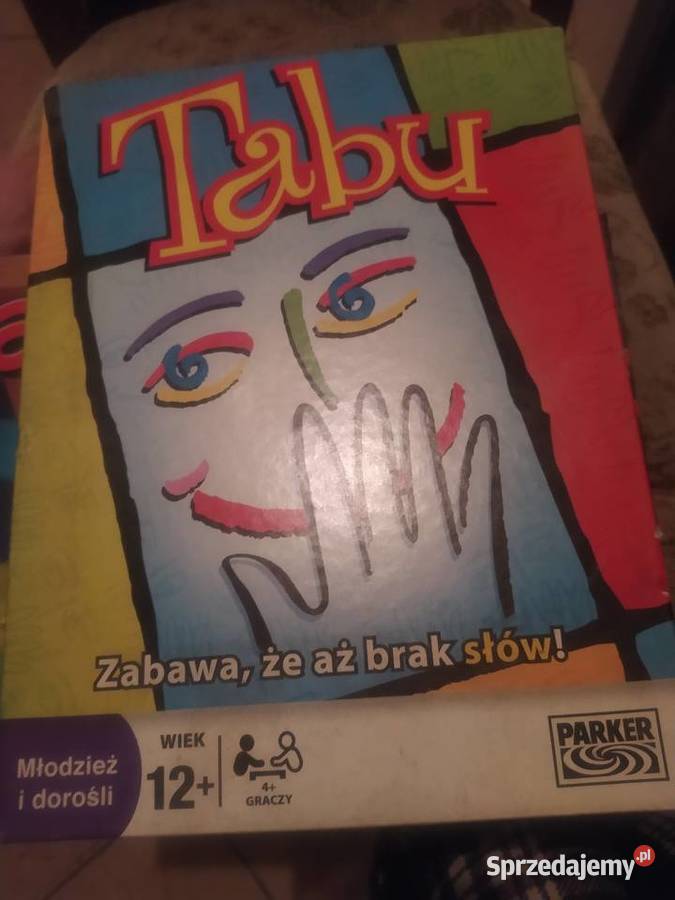 Tabu
Zabawa, że aż brak słów!
Młodzież
i dorośli
WIEK
12+
4+
GRACZY
PARKER
Sprzedajemy.pl